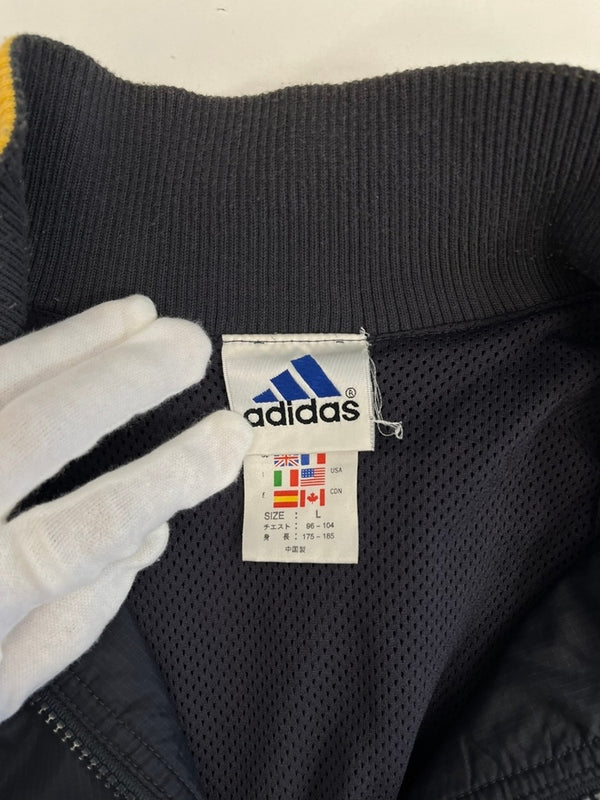 adidas®
USA
CDN
SIZE : L
チェスト : 96-104
身 長 : 175-185
中国製